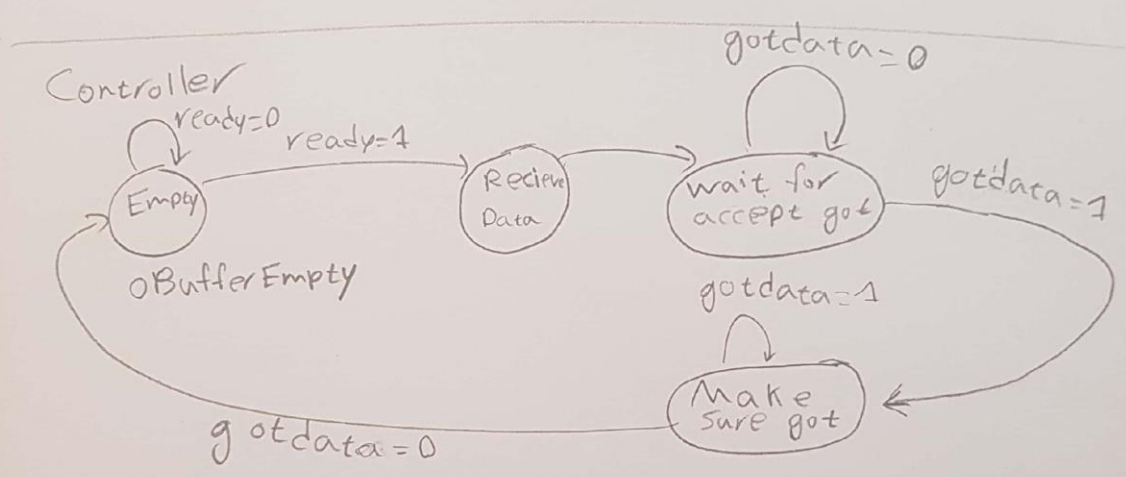 gotdata=0
Controller
ready=0
ready=1
Empty
Recieve
Data
wait for
accept got
gotdata=1
oBufferEmpty
gotdata=1
Make
sure got
gotdata=0